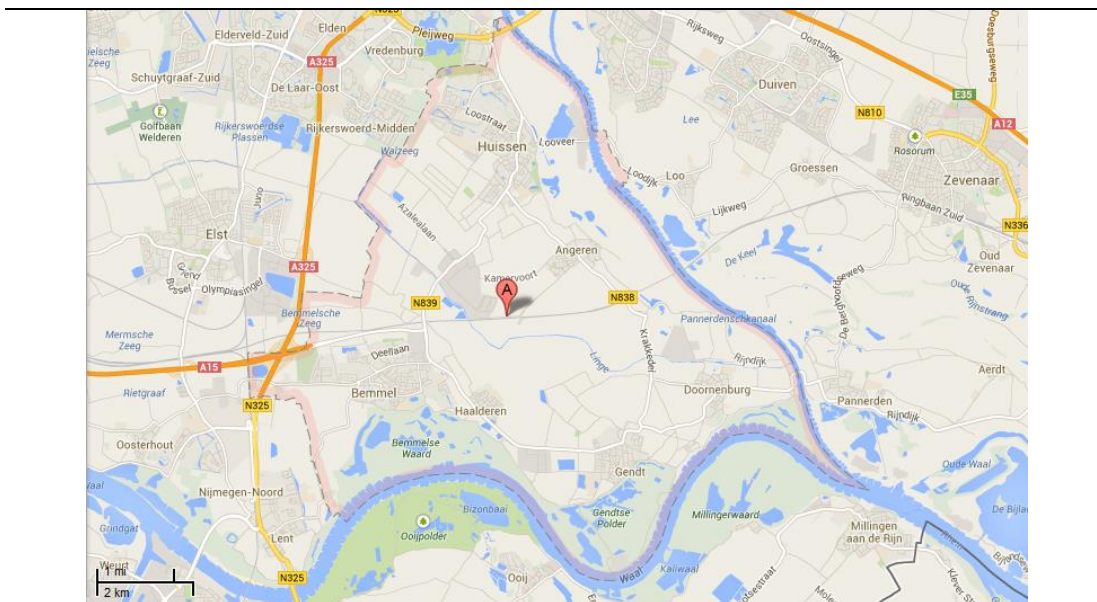 N325
Elden
Pleijweg
Elderveld-Zuid
Vredenburg
A325
Schuytgraaf-Zuid
De Laar-Oost
Golfbaan
Welderen
Rijkerswoerdse
Plassen
Rijkerswoerd-Midden
Loostraat
Huissen
Looveer
Rijksweg
Oostsingel
Doesburgseweg
Duiven
E35
N810
A12
Lee
Rosorum
Groessen
Zevenaar
Loodijk
Loo
Lijkweg
Ringbaan Zuid
N336
Oud
Zevenaar
Azalealaan
Elst
Angeren
De Keel
A325
Olympiasingel
Kamervoort
A
N839
N838
Bemmelsche
Zeeg
Mermsche
Zeeg
Pannerdenschkanaal
Krakkedel
Linge
Rijndijk
Aerdt
Deellaan
A15
Rietgraaf
Bemmel
Doornenburg
Pannerden
Rijndijk
N325
Haalderen
Oosterhout
Bemmelse
Waard
Gendt
Oude Waal
Nijmegen-Noord
Bizonbaai
Gendtse
Polder
Millingerwaard
Ooijpolder
Lent
Millingen
aan de Rijn
Grindgat
Weurt
N325
Ooij
Waal
Kaliwaal
1 mi
2 km